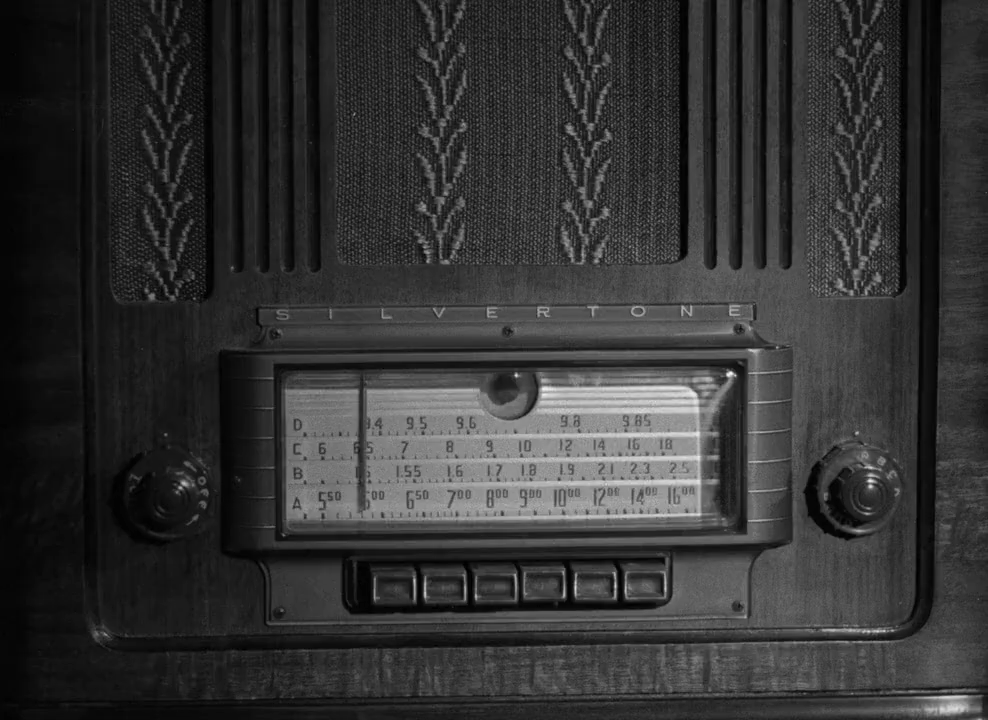 SILVERTONE
D 9.4 9.5 9.6 9.8 9.85
C 6 6.5 7 8 9 10 12 14 16 18
B 1.5 1.55 1.6 1.7 1.8 1.9 2.1 2.3 2.5
A 550 600 650 700 800 900 1000 1200 1400 1600